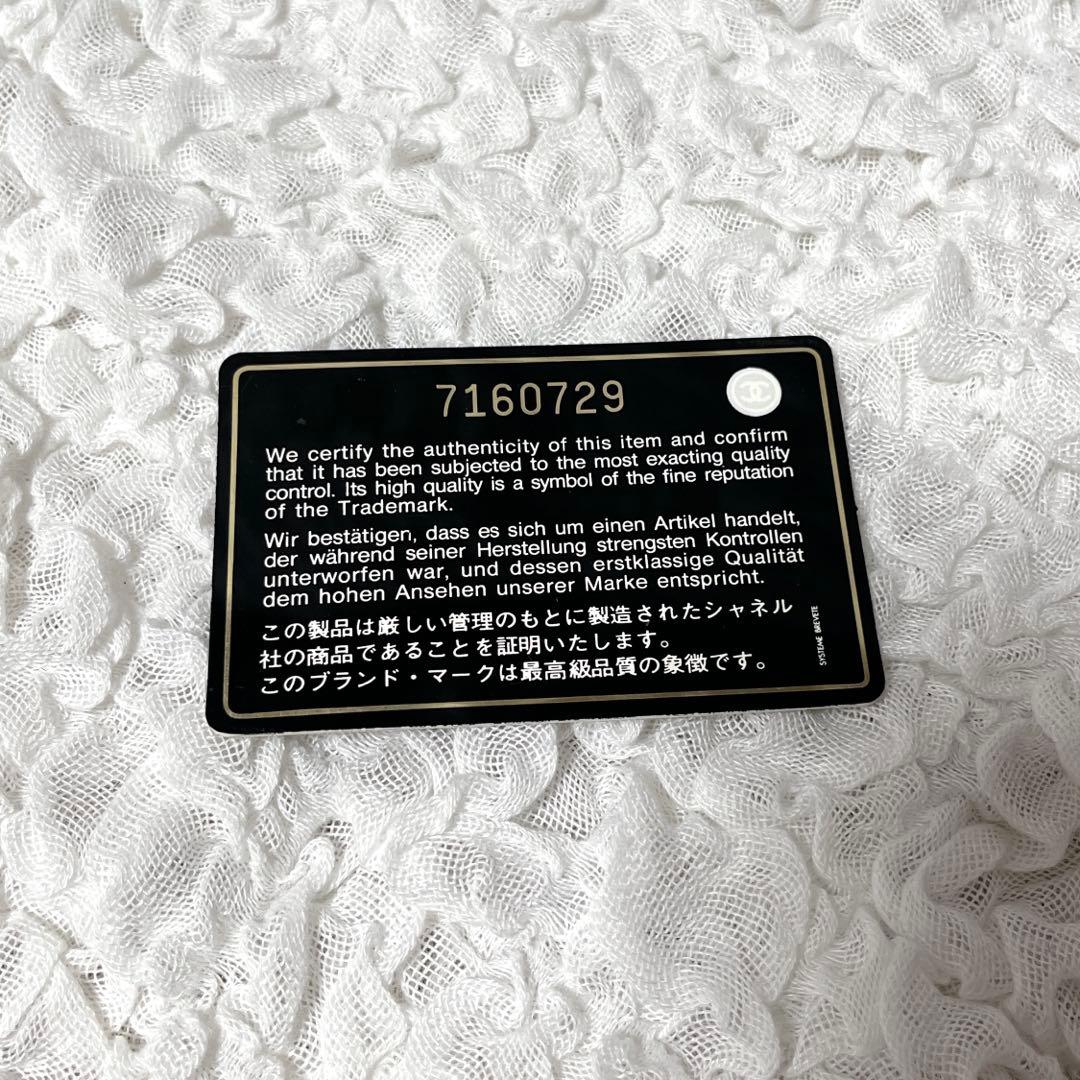 7160729
We certify the authenticity of this item and confirm
that it has been subjected to the most exacting quality
control. Its high quality is a symbol of the fine reputation
of the Trademark.
Wir bestätigen, dass es sich um einen Artikel handelt,
der während seiner Herstellung strengsten Kontrollen
unterworfen war, und dessen erstklassige Qualität
dem hohen Ansehen unserer Marke entspricht.
この製品は厳しい管理のもとに製造されたシャネル
社の商品であることを証明いたします。
このブランド・マークは最高級品質の象徴です。
SYSTEME BREVETE